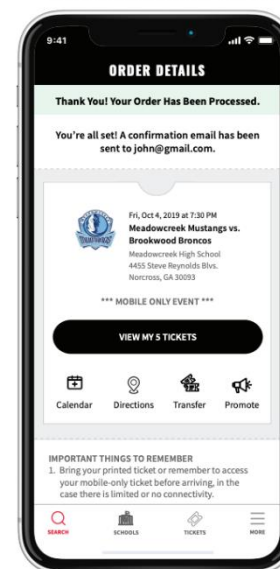 9:41
ORDER DETAILS
Thank You! Your Order Has Been Processed.
You're all set! A confirmation email has been
sent to john@gmail.com.
Fri, Oct 4, 2019 at 7:30 PM
Meadowcreek Mustangs vs.
Brookwood Broncos
Meadowcreek High School
4455 Steve Reynolds Blvs.
Norcross, GA 30093
*** MOBILE ONLY EVENT ***
VIEW MY 5 TICKETS
Calendar Directions Transfer Promote
IMPORTANT THINGS TO REMEMBER
1. Bring your printed ticket or remember to access
your mobile-only ticket before arriving, in the
case there is limited or no connectivity.
SEARCH SCHOOLS TICKETS MORE